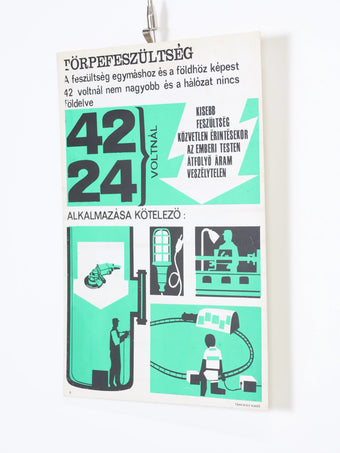 TÖRPEFESZÜLTSÉG
A feszültség egymáshoz és a földhöz képest
42 voltnál nem nagyobb és a hálózat nincs
földelve
42
24
VOLTNÁL
KISEBB
FESZÜLTSÉG
KÖZVETLEN ÉRINTÉSEKOR
AZ EMBERI TESTEN
ÁTFOLYÓ ÁRAM
VESZÉLYTELEN
ALKALMAZÁSA KÖTELEZŐ :